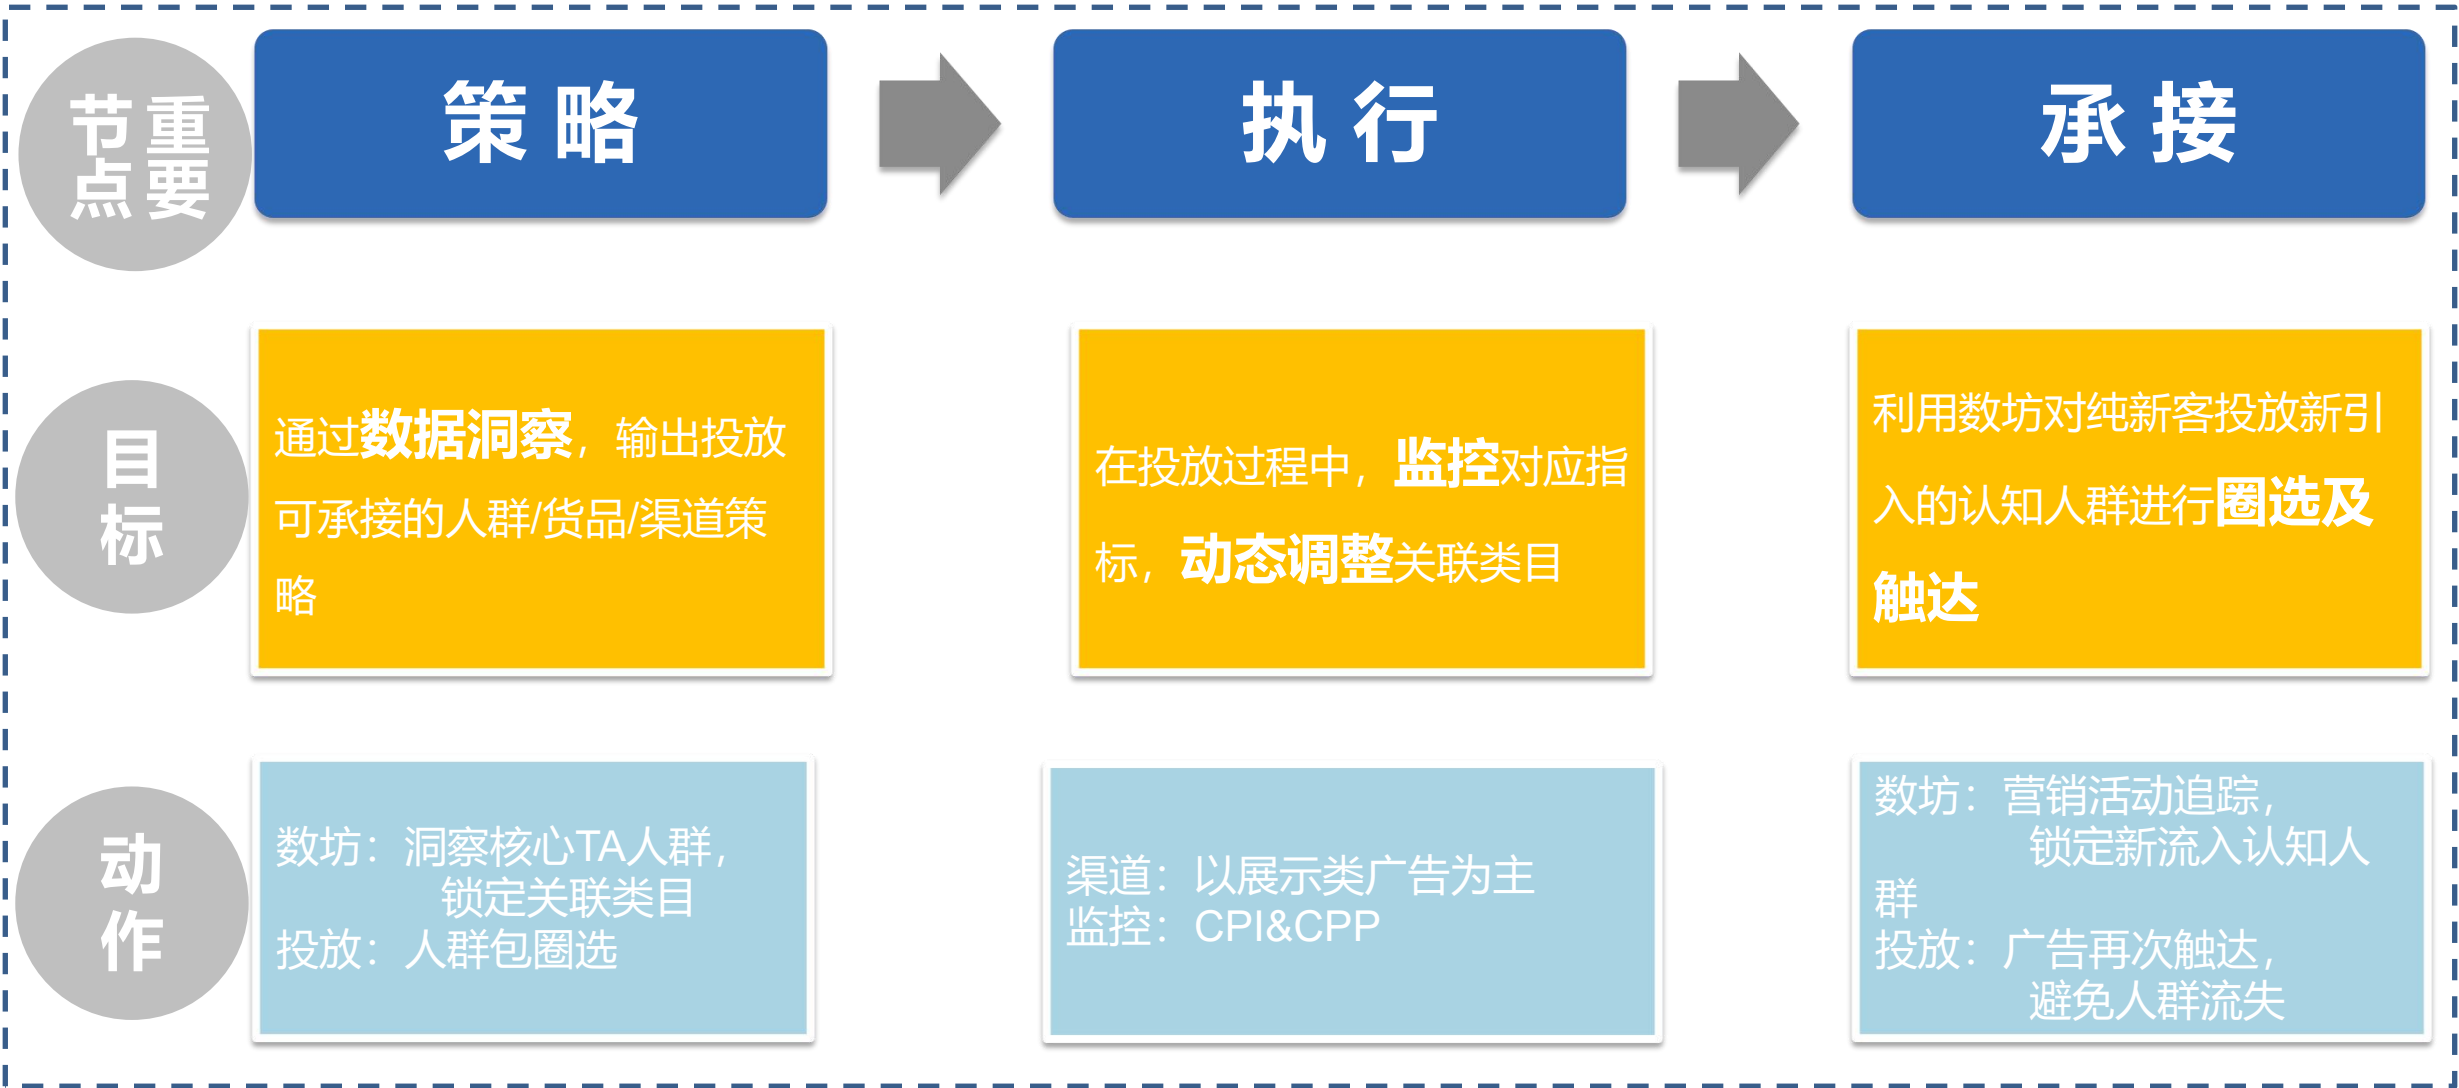 重要
节点
策略
执行
承接
目
标
通过数据洞察，输出投放
可承接的人群/货品/渠道策
略
在投放过程中，监控对应指
标，动态调整关联类目
利用数坊对纯新客投放新引
入的认知人群进行圈选及
触达
动
作
数坊：洞察核心TA人群，
锁定关联类目
投放：人群包圈选
渠道：以展示类广告为主
监控：CPI&CPP
数坊：营销活动追踪，
锁定新流入认知人
群
投放：广告再次触达，
避免人群流失